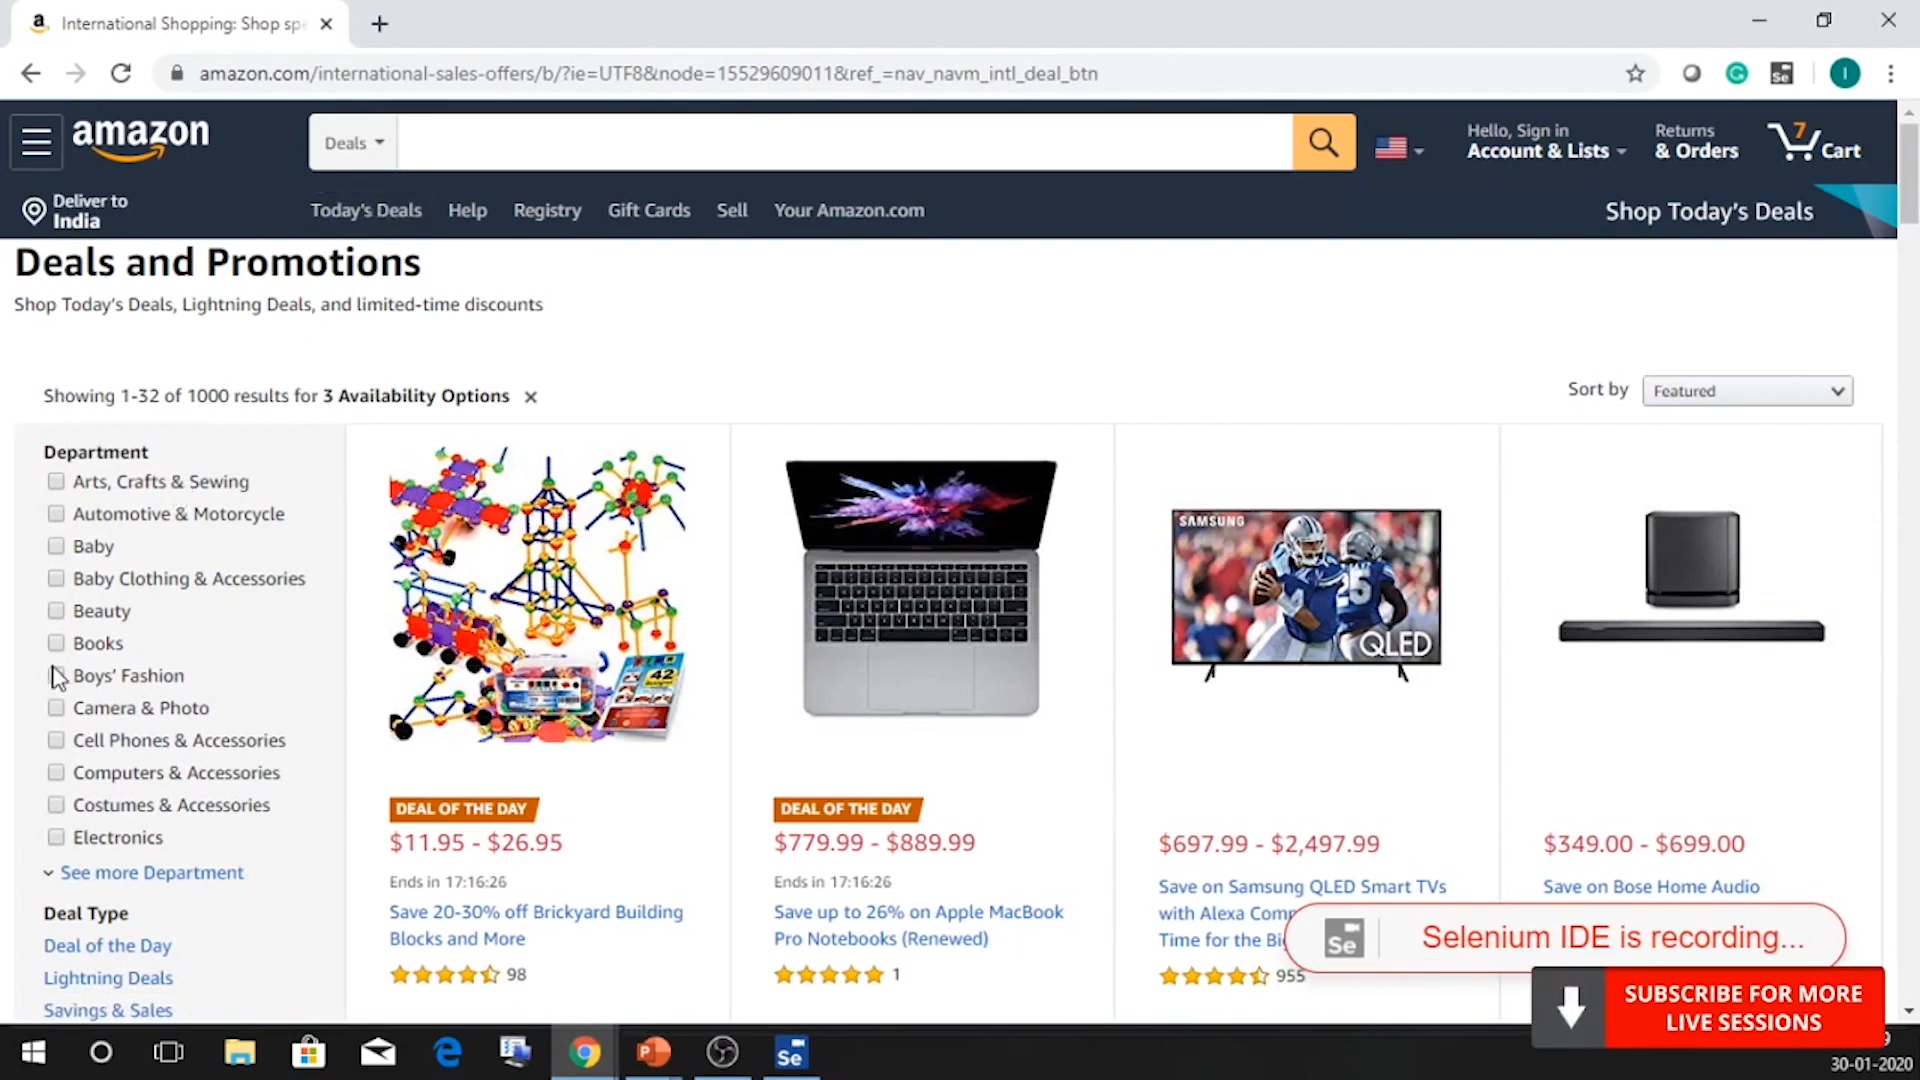 International Shopping: Shop spe
amazon.com/international-sales-offers/b/?ie=UTF8&node=15529609011&ref_=nav_navm_intl_deal_btn
Se
I
amazon
Deals
Hello, Sign in
Account & Lists
Returns
& Orders
7
Cart
Deliver to
India
Today's Deals
Help
Registry
Gift Cards
Sell
Your Amazon.com
Shop Today's Deals
Deals and Promotions
Shop Today's Deals, Lightning Deals, and limited-time discounts
Showing 1-32 of 1000 results for 3 Availability Options
Sort by
Featured
Department
Arts, Crafts & Sewing
Automotive & Motorcycle
Baby
Baby Clothing & Accessories
Beauty
Books
Boys' Fashion
Camera & Photo
Cell Phones & Accessories
Computers & Accessories
Costumes & Accessories
Electronics
See more Department
Deal Type
Deal of the Day
Lightning Deals
Savings & Sales
42
DEAL OF THE DAY
$11.95 - $26.95
Ends in 17:16:26
Save 20-30% off Brickyard Building
Blocks and More
98
DEAL OF THE DAY
$779.99 - $889.99
Ends in 17:16:26
Save up to 26% on Apple MacBook
Pro Notebooks (Renewed)
1
SAMSUNG
QLED
$697.99 - $2,497.99
Save on Samsung QLED Smart TVs
with Alexa Com
Time for the Bi
955
$349.00 - $699.00
Save on Bose Home Audio
Se
Selenium IDE is recording...
SUBSCRIBE FOR MORE
LIVE SESSIONS
Se
30-01-2020